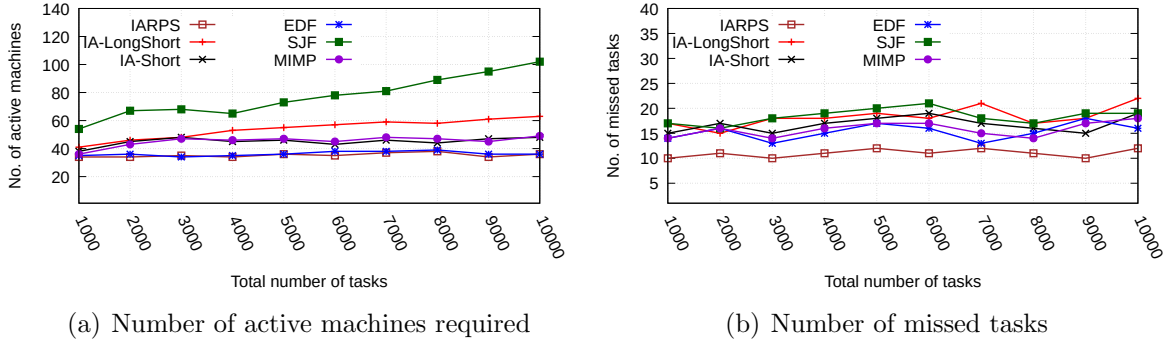 No. of active machines
140
120
100
80
60
40
20
IARPS
IA-LongShort
IA-Short
EDF
SJF
MIMP
1000
2000
3000
4000
5000
6000
7000
8000
9000
10000
Total number of tasks
(a) Number of active machines required
No. of missed tasks
40
35
30
25
20
15
10
5
IARPS
IA-LongShort
IA-Short
EDF
SJF
MIMP
1000
2000
3000
4000
5000
6000
7000
8000
9000
10000
Total number of tasks
(b) Number of missed tasks